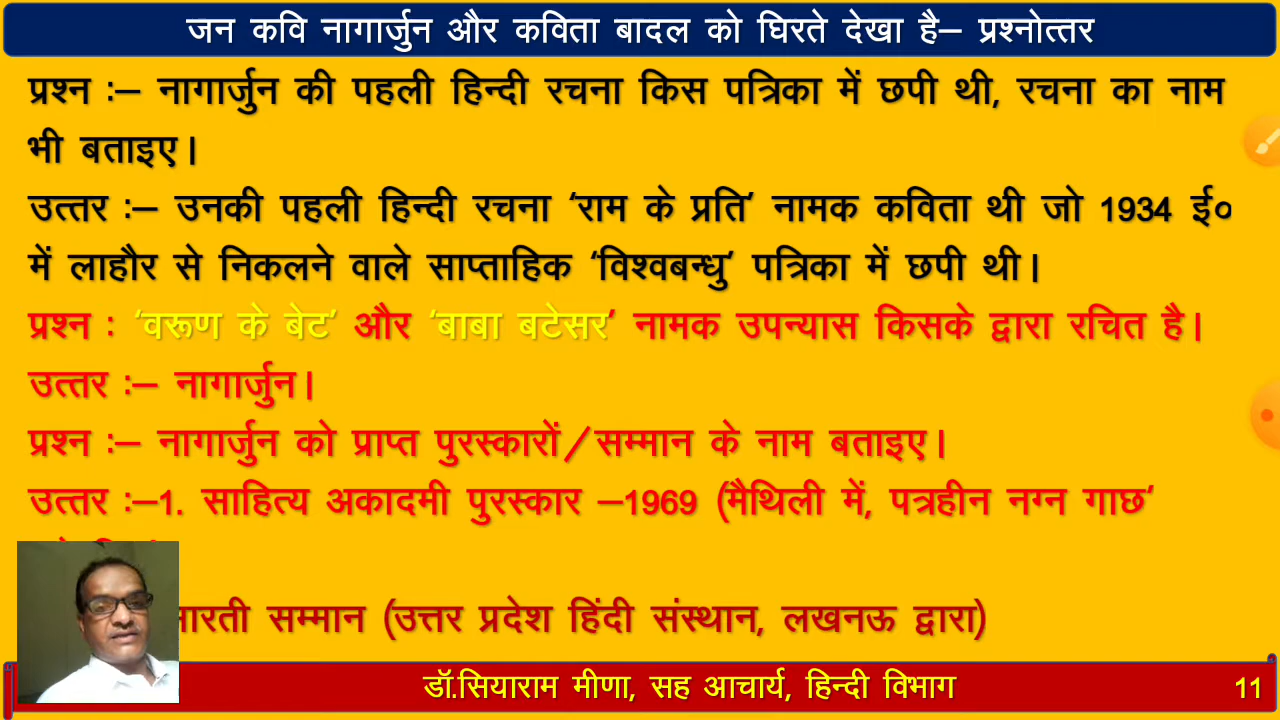 जन कवि नागार्जुन और कविता बादल को घिरते देखा है– प्रश्नोत्तर
प्रश्न :– नागार्जुन की पहली हिन्दी रचना किस पत्रिका में छपी थी, रचना का नाम
भी बताइए।
उत्तर :– उनकी पहली हिन्दी रचना ‘राम के प्रति’ नामक कविता थी जो 1934 ई०
में लाहौर से निकलने वाले साप्ताहिक ‘विश्वबन्धु’ पत्रिका में छपी थी।
प्रश्न : ‘वरूण के बेट’ और ‘बाबा बटेसर’ नामक उपन्यास किसके द्वारा रचित है।
उत्तर :– नागार्जुन।
प्रश्न :– नागार्जुन को प्राप्त पुरस्कारों/सम्मान के नाम बताइए।
उत्तर :–1. साहित्य अकादमी पुरस्कार –1969 (मैथिली में, पत्रहीन नग्न गाछ’
सम्मान (उत्तर प्रदेश हिंदी संस्थान, लखनऊ द्वारा)
डॉ.सियाराम मीणा, सह आचार्य, हिन्दी विभाग
11